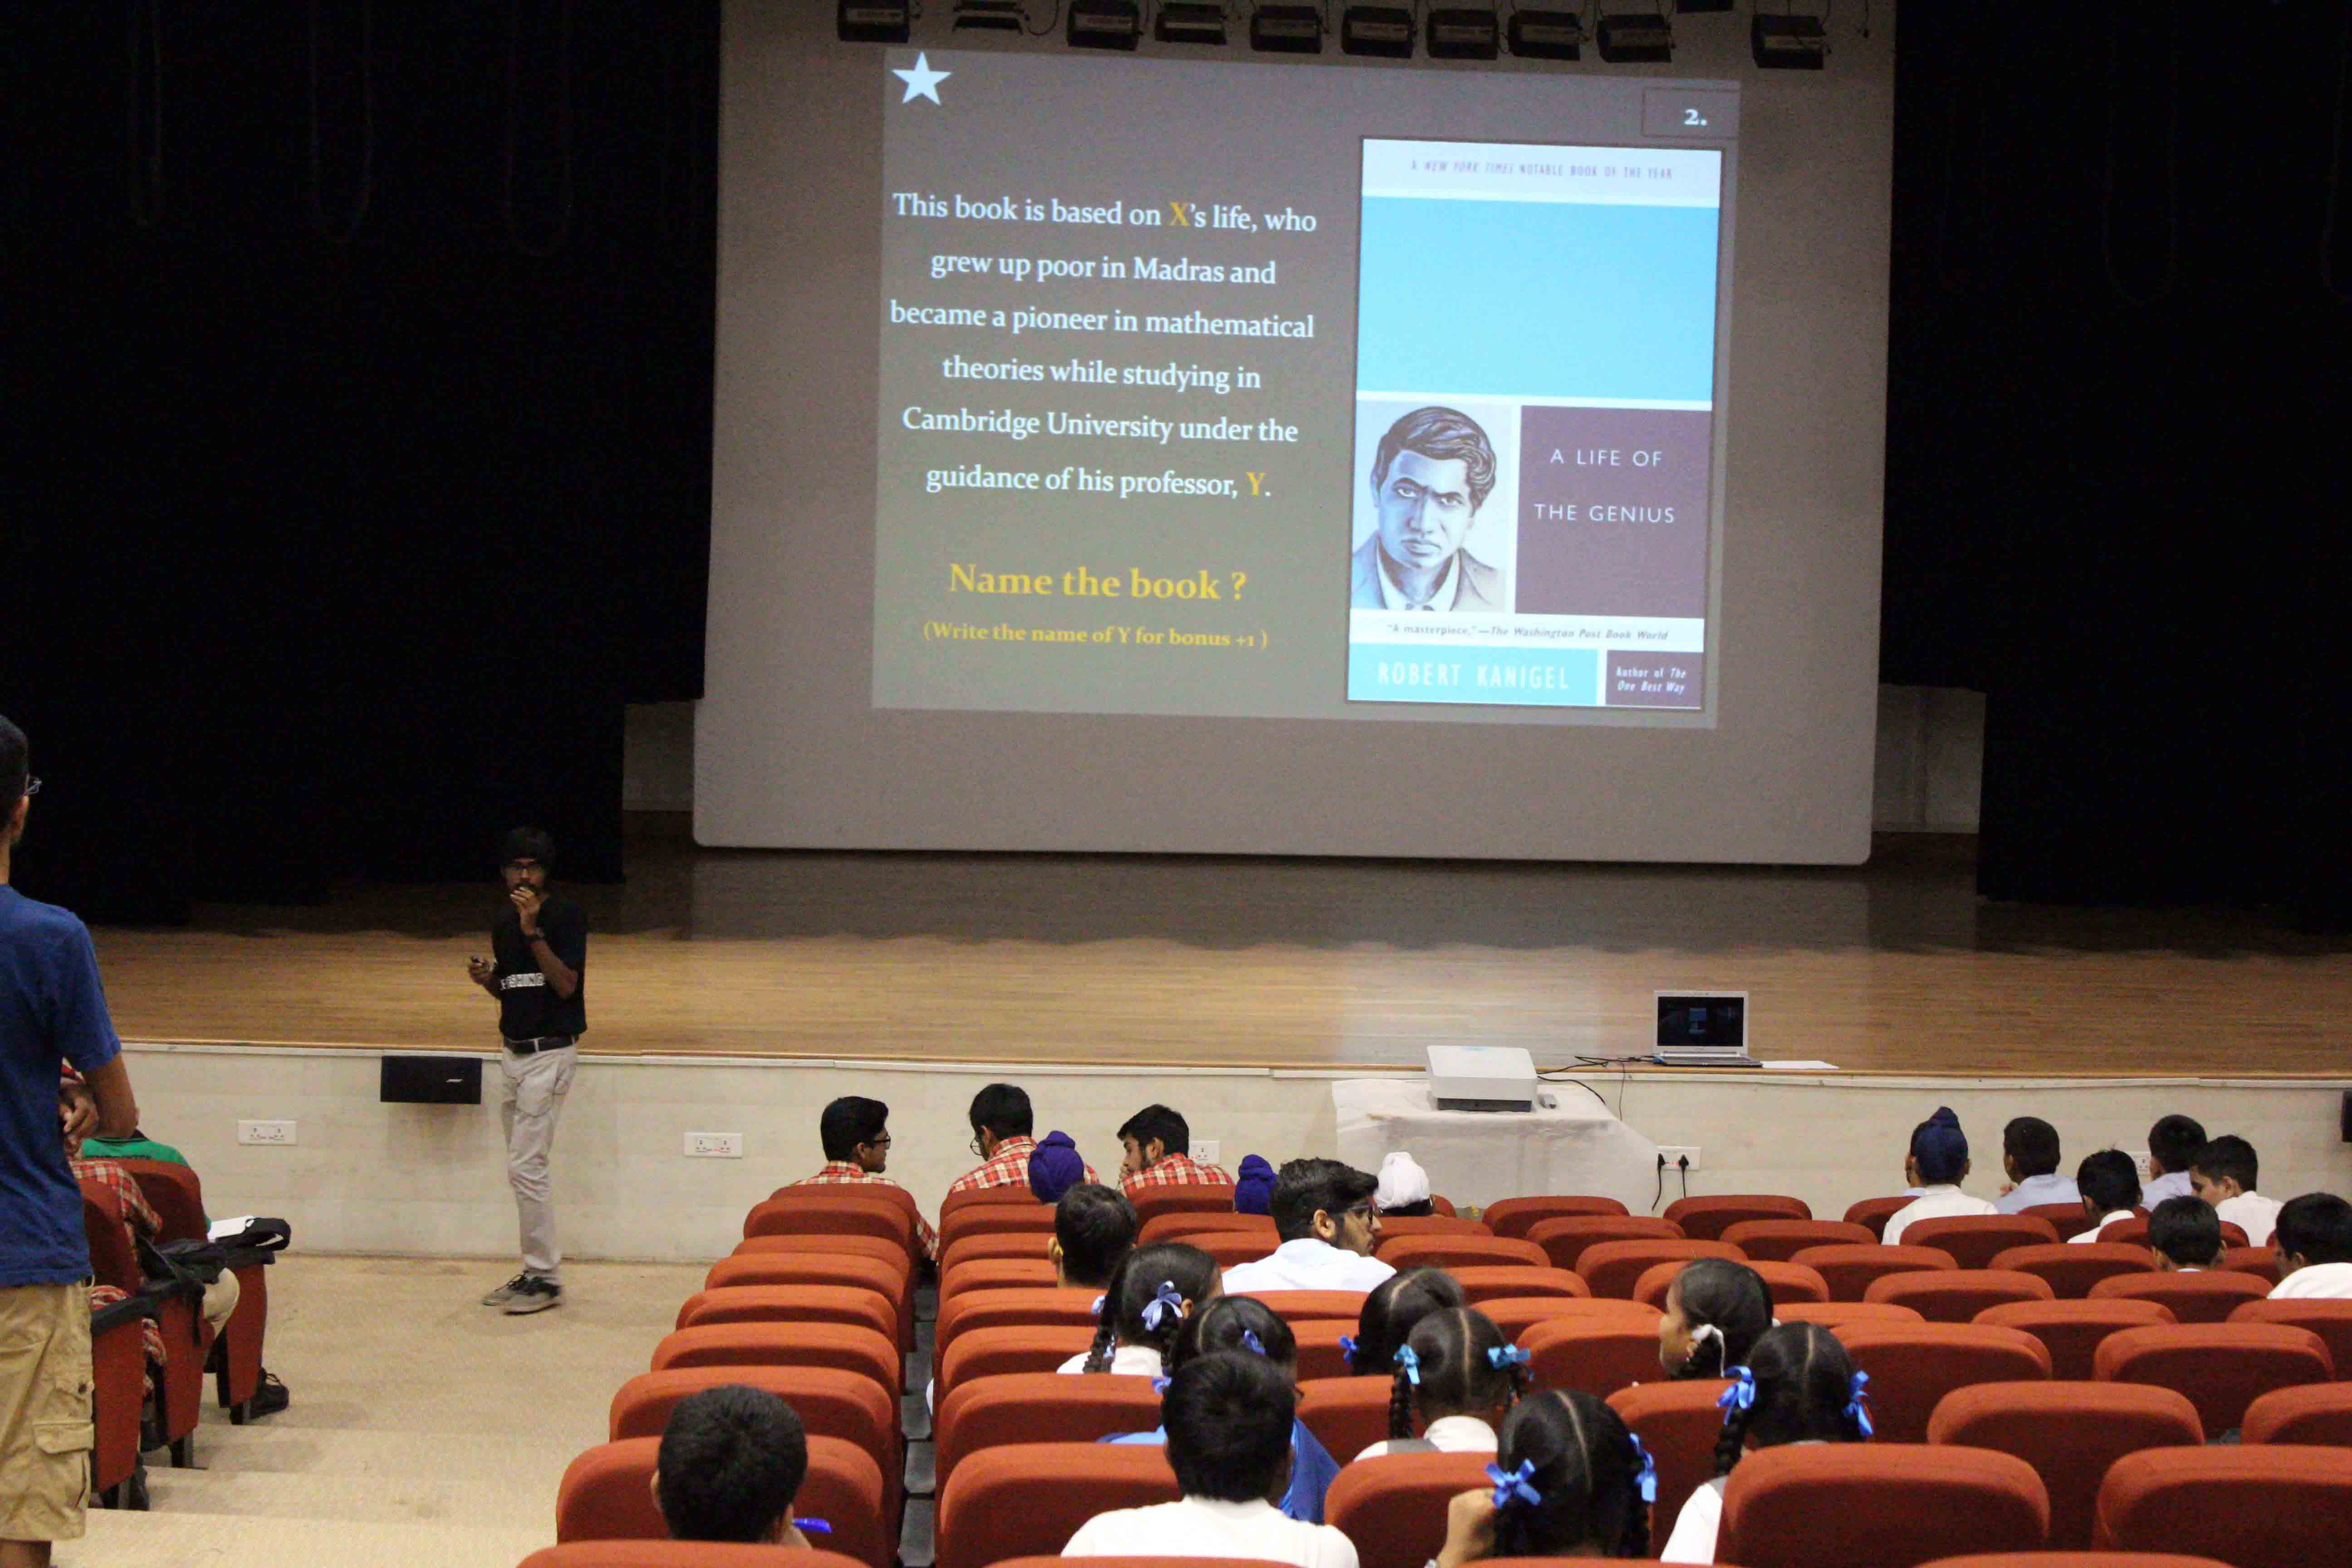 2.
This book is based on X's life, who
grew up poor in Madras and
became a pioneer in mathematical
theories while studying in
Cambridge University under the
guidance of his professor, Y.
Name the book ?
(Write the name of Y for bonus +1 )
A NEW YORK TIMES NOTABLE BOOK OF THE YEAR
A LIFE OF
THE GENIUS
"A masterpiece,"—The Washington Post Book World
ROBERT KANIGEL
Author of The
One Best Way